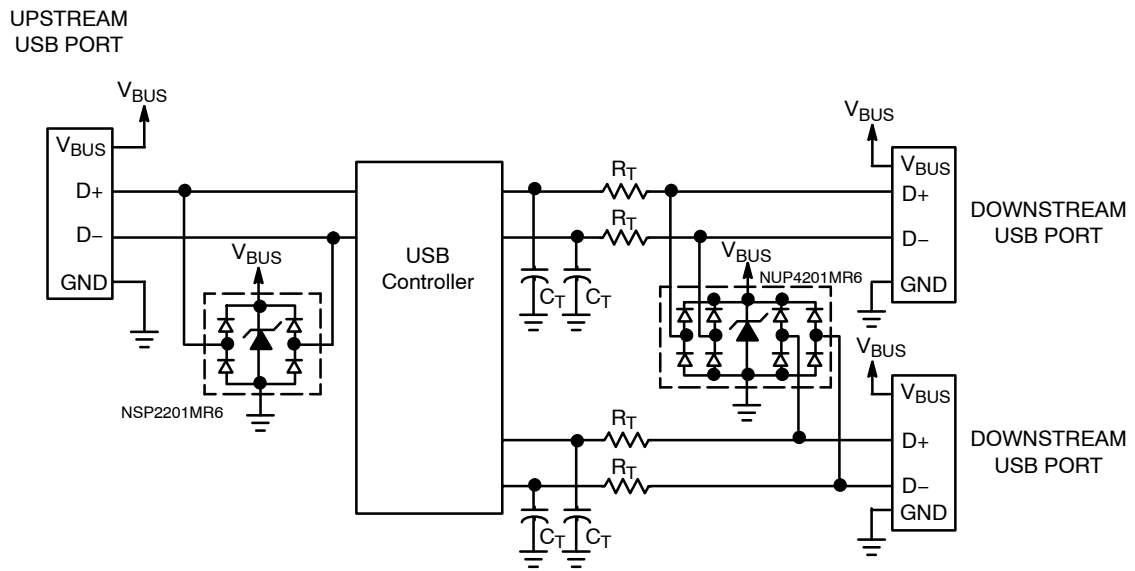 UPSTREAM
USB PORT
VBUS
VBUS
D+
D−
GND
VBUS
NSP2201MR6
USB
Controller
RT
RT
CT
CT
VBUS
NUP4201MR6
VBUS
VBUS
D+
D−
GND
DOWNSTREAM
USB PORT
RT
RT
CT
CT
VBUS
VBUS
D+
D−
GND
DOWNSTREAM
USB PORT